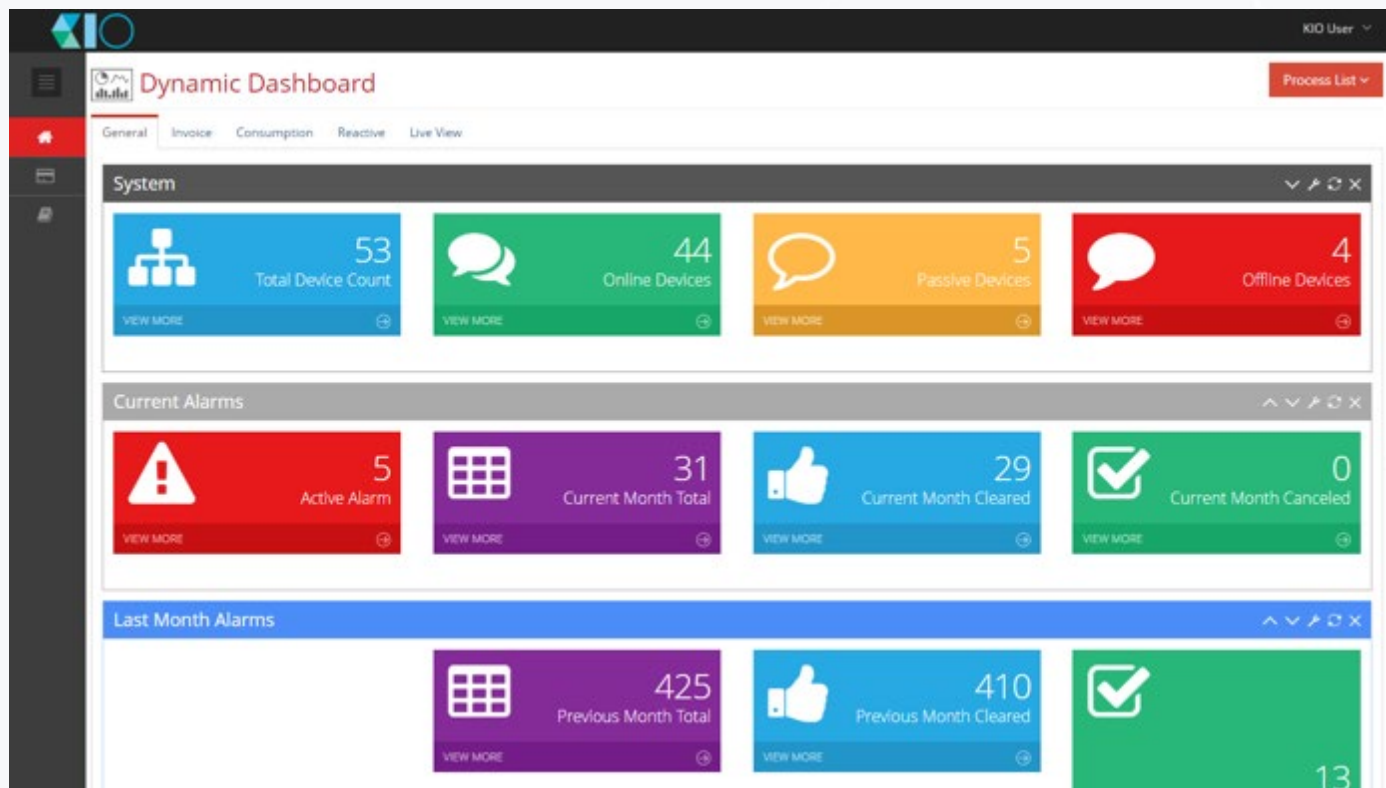 KIO
KIO User
Dynamic Dashboard
Process List
General Invoice Consumption Reactive Live View
System
53
Total Device Count
VIEW MORE
44
Online Devices
VIEW MORE
5
Passive Devices
VIEW MORE
4
Offline Devices
VIEW MORE
Current Alarms
5
Active Alarm
VIEW MORE
31
Current Month Total
VIEW MORE
29
Current Month Cleared
VIEW MORE
0
Current Month Canceled
VIEW MORE
Last Month Alarms
425
Previous Month Total
VIEW MORE
410
Previous Month Cleared
VIEW MORE
13